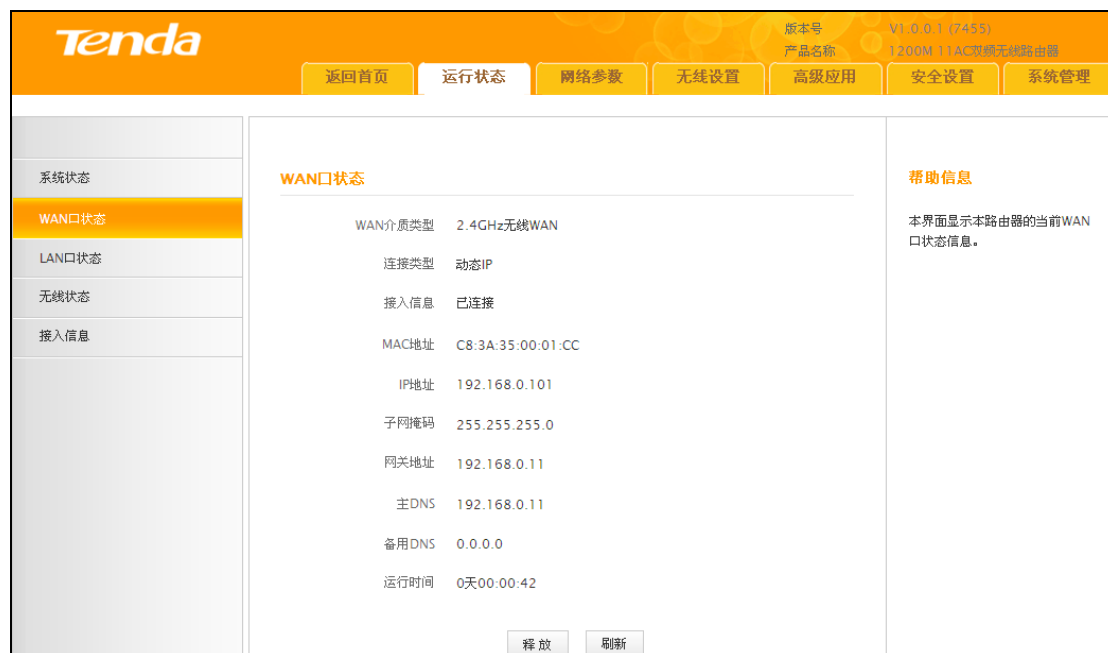 Tenda
版本号 V1.0.0.1 (7455)
产品名称 1200M 11AC双频无线路由器
返回首页 运行状态 网络参数 无线设置 高级应用 安全设置 系统管理
系统状态
WAN口状态
LAN口状态
无线状态
接入信息
WAN口状态
WAN介质类型 2.4GHz无线WAN
连接类型 动态IP
接入信息 已连接
MAC地址 C8:3A:35:00:01:CC
IP地址 192.168.0.101
子网掩码 255.255.255.0
网关地址 192.168.0.11
主DNS 192.168.0.11
备用DNS 0.0.0.0
运行时间 0天00:00:42
释放 刷新
帮助信息
本界面显示本路由器的当前WAN
口状态信息。